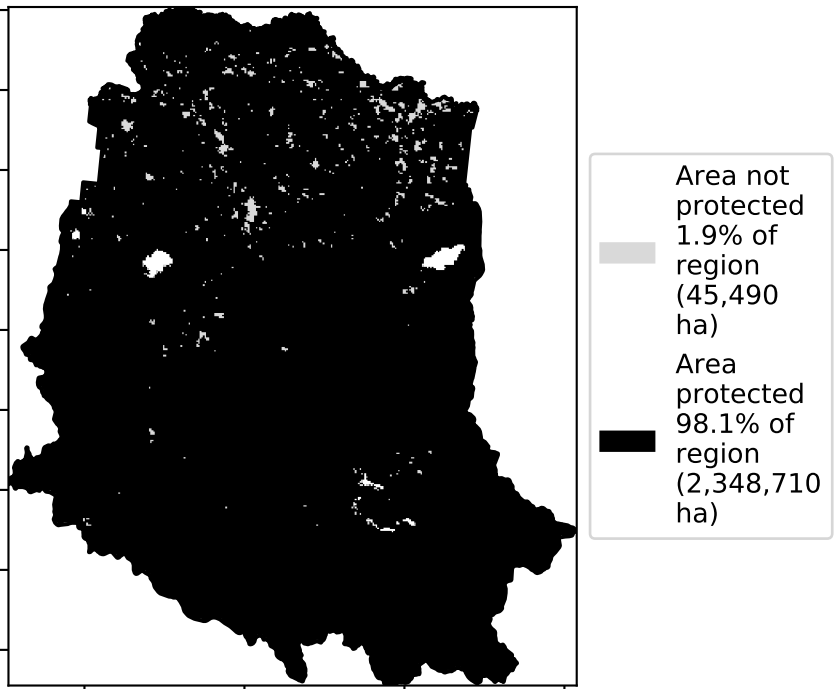 Area not
protected
1.9% of
region
(45,490
ha)
Area
protected
98.1% of
region
(2,348,710
ha)